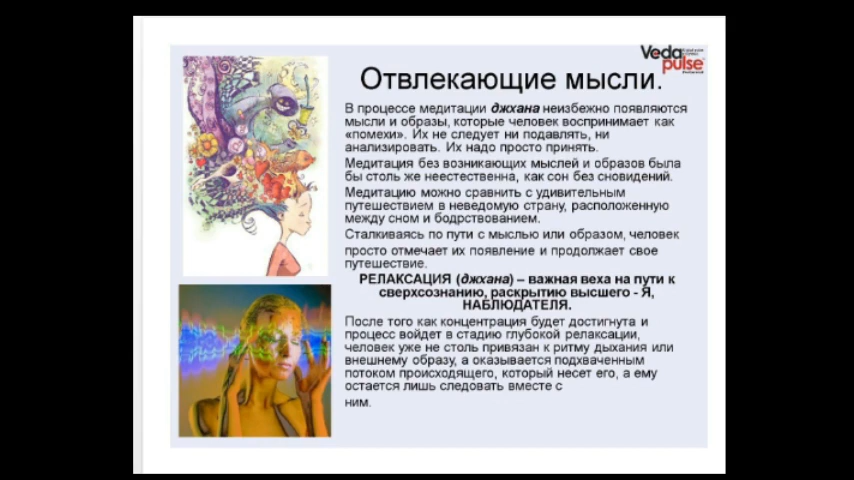 Veda
pulse
Отвлекающие мысли.
В процессе медитации джхана неизбежно появляются
мысли и образы, которые человек воспринимает как
«помехи». Их не следует ни подавлять, ни
анализировать. Их надо просто принять.
Медитация без возникающих мыслей и образов была
бы столь же неестественна, как сон без сновидений.
Медитацию можно сравнить с удивительным
путешествием в неведомую страну, расположенную
между сном и бодрствованием.
Сталкиваясь по пути с мыслью или образом, человек
просто отмечает их появление и продолжает свое
путешествие.
РЕЛАКСАЦИЯ (джхана) – важная веха на пути к
сверхсознанию, раскрытию высшего - Я,
НАБЛЮДАТЕЛЯ.
После того как концентрация будет достигнута и
процесс войдет в стадию глубокой релаксации,
человек уже не столь привязан к ритму дыхания или
внешнему образу, а оказывается подхваченным
потоком происходящего, который несет его, а ему
остается лишь следовать вместе с
ним.